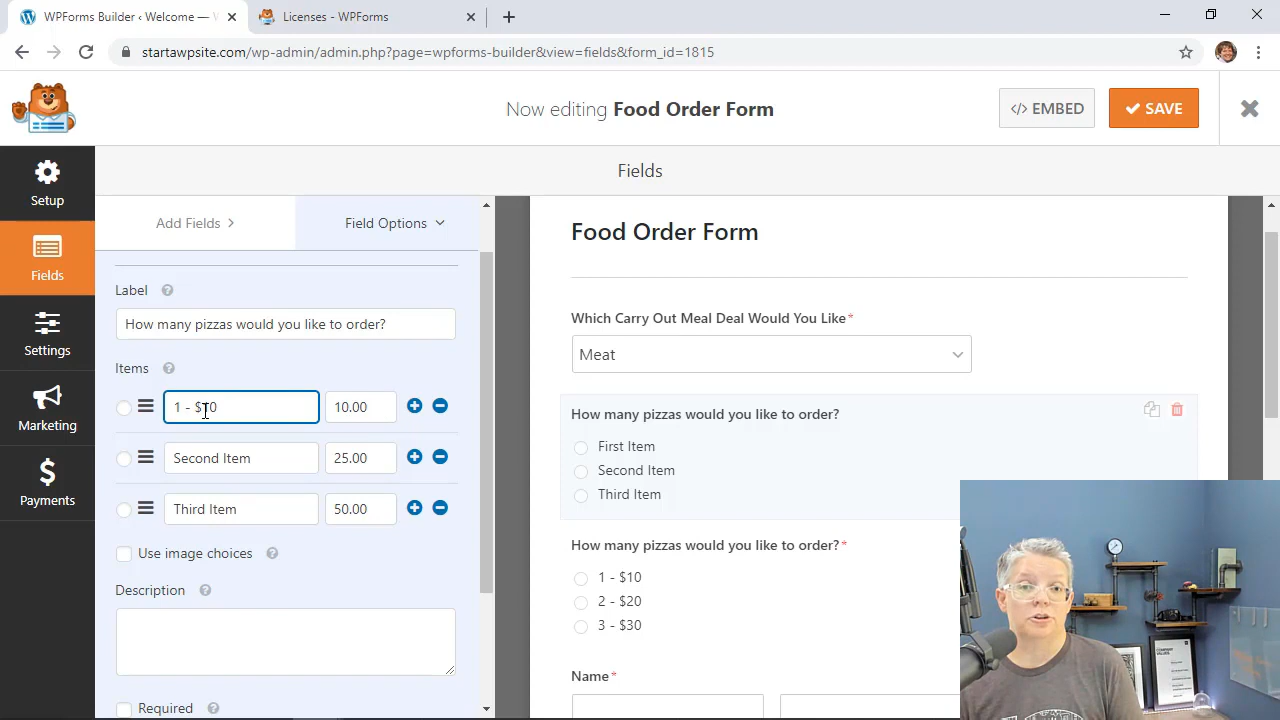 WPForms Builder ‹ Welcome —
Licenses - WPForms
startawpsite.com/wp-admin/admin.php?page=wpforms-builder&view=fields&form_id=1815
Now editing Food Order Form
</> EMBED
SAVE
Setup
Fields
Settings
Marketing
Payments
Fields
Add Fields
Field Options
Label
How many pizzas would you like to order?
Items
1 - $10
10.00
Second Item
25.00
Third Item
50.00
Use image choices
Description
Required
Food Order Form
Which Carry Out Meal Deal Would You Like*
Meat
How many pizzas would you like to order?
First Item
Second Item
Third Item
How many pizzas would you like to order?*
1 - $10
2 - $20
3 - $30
Name*